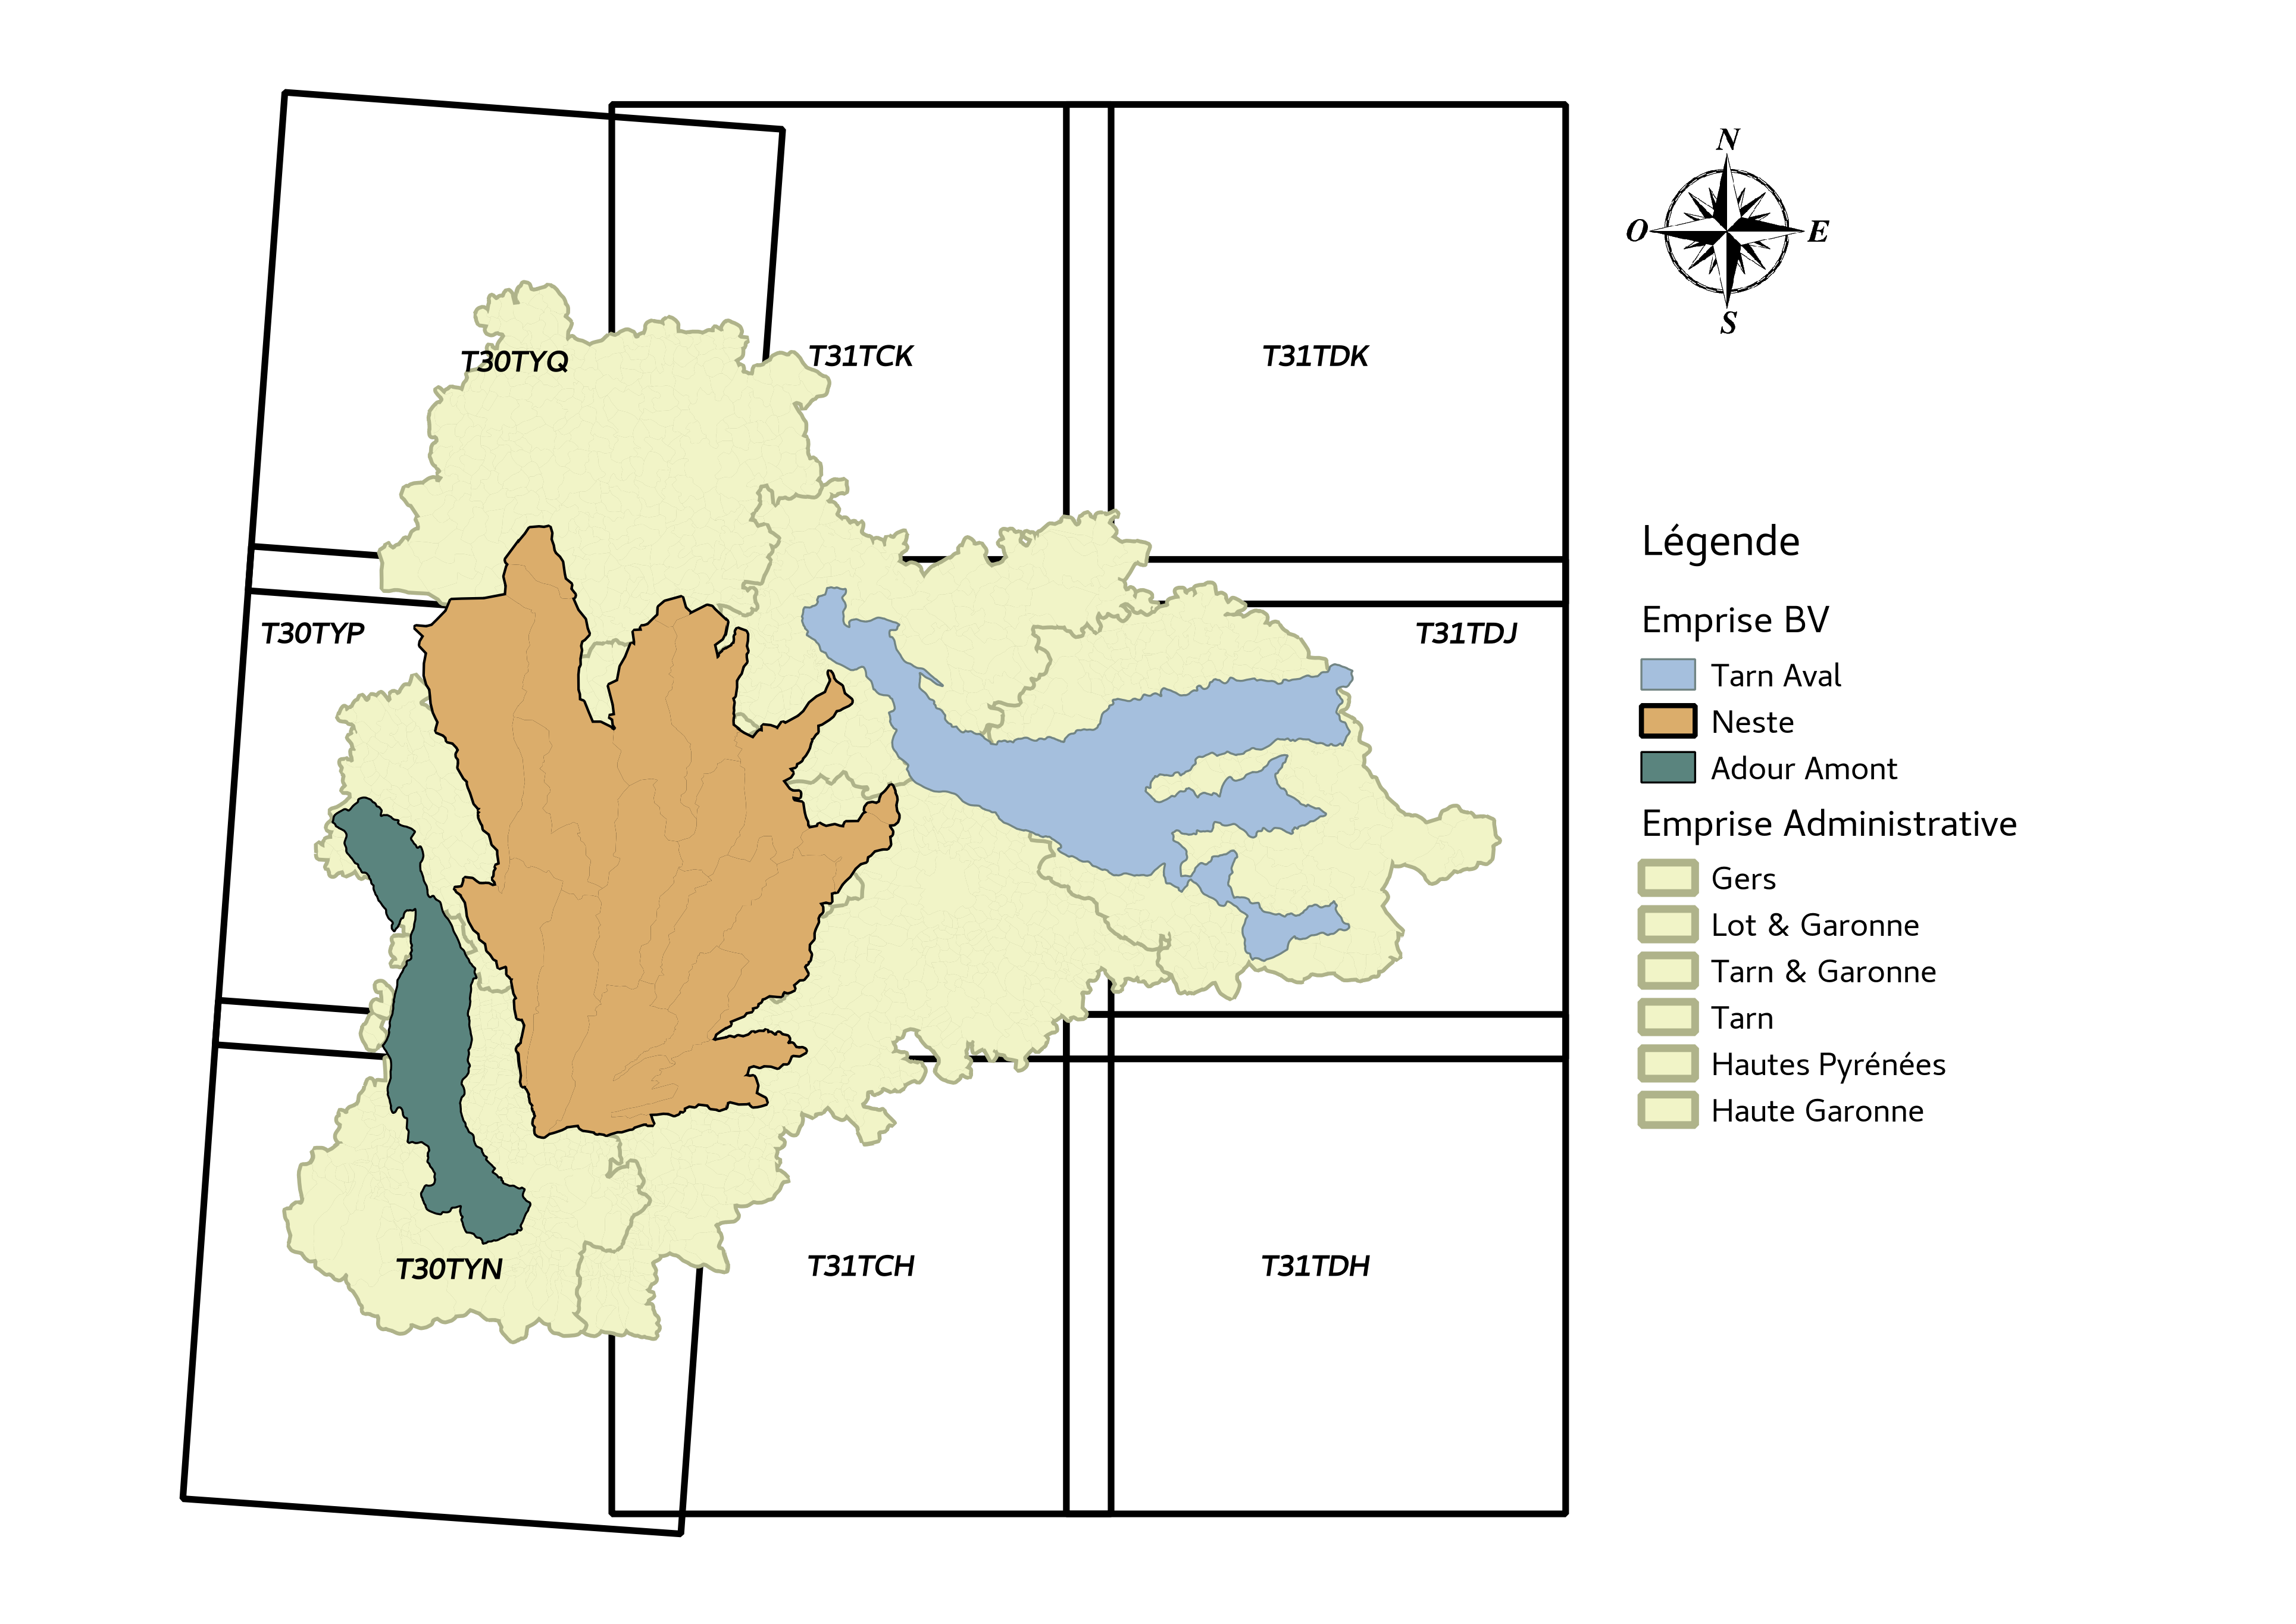 N
O
E
S
T30TYQ
T31TCK
T31TDK
T30TYP
T31TDJ
T30TYN
T31TCH
T31TDH
Légende
Emprise BV
Tarn Aval
Neste
Adour Amont
Emprise Administrative
Gers
Lot & Garonne
Tarn & Garonne
Tarn
Hautes Pyrénées
Haute Garonne